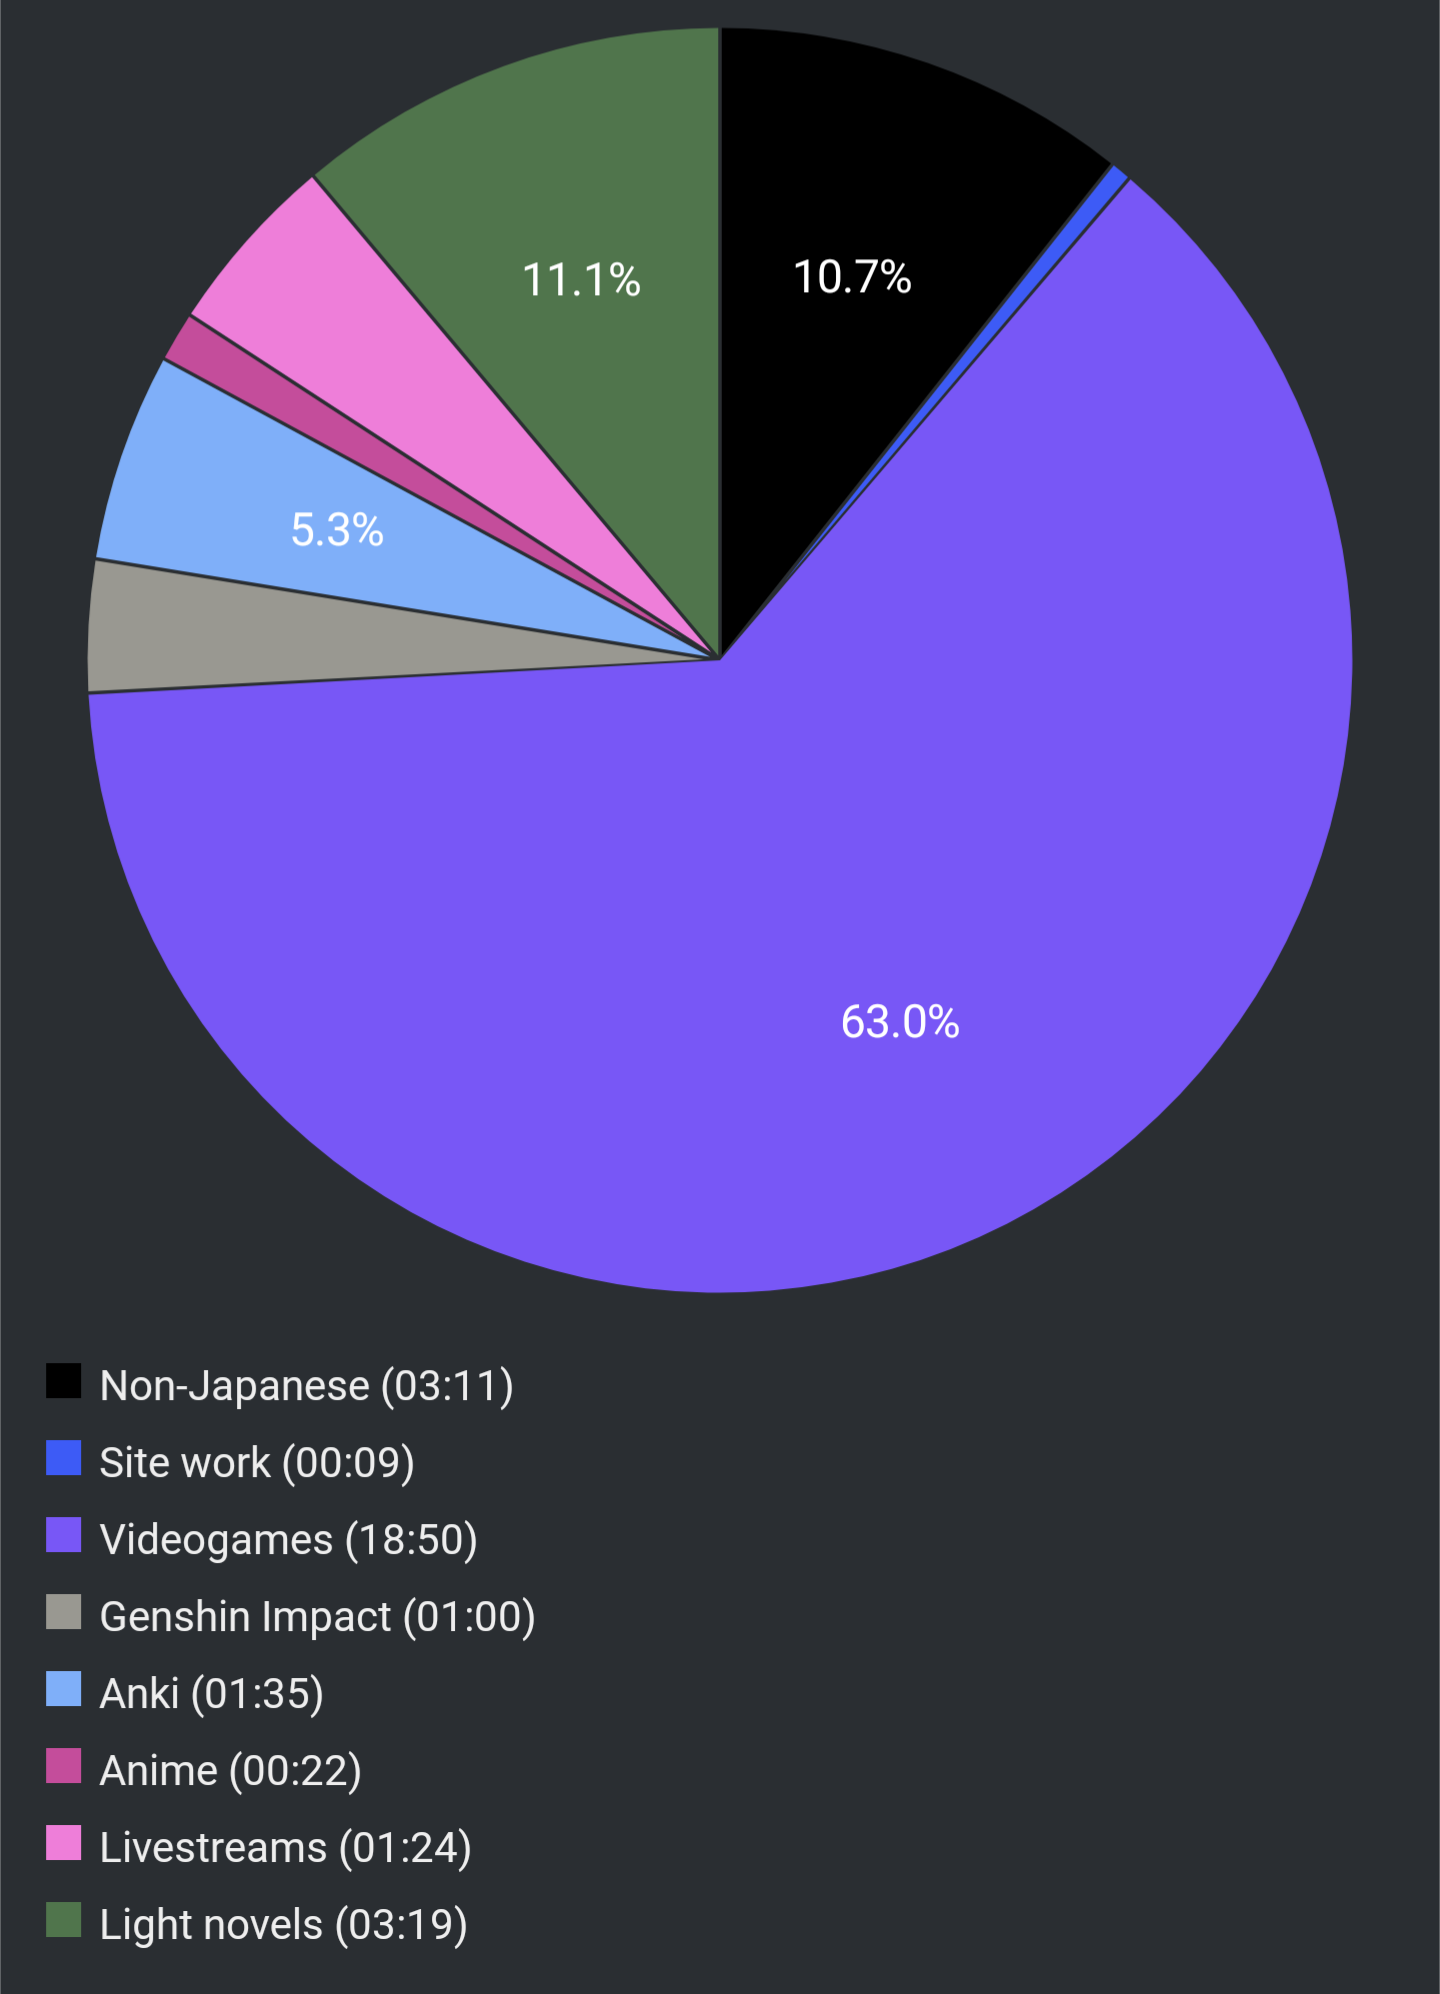 11.1%
10.7%
5.3%
63.0%
Non-Japanese (03:11)
Site work (00:09)
Videogames (18:50)
Genshin Impact (01:00)
Anki (01:35)
Anime (00:22)
Livestreams (01:24)
Light novels (03:19)